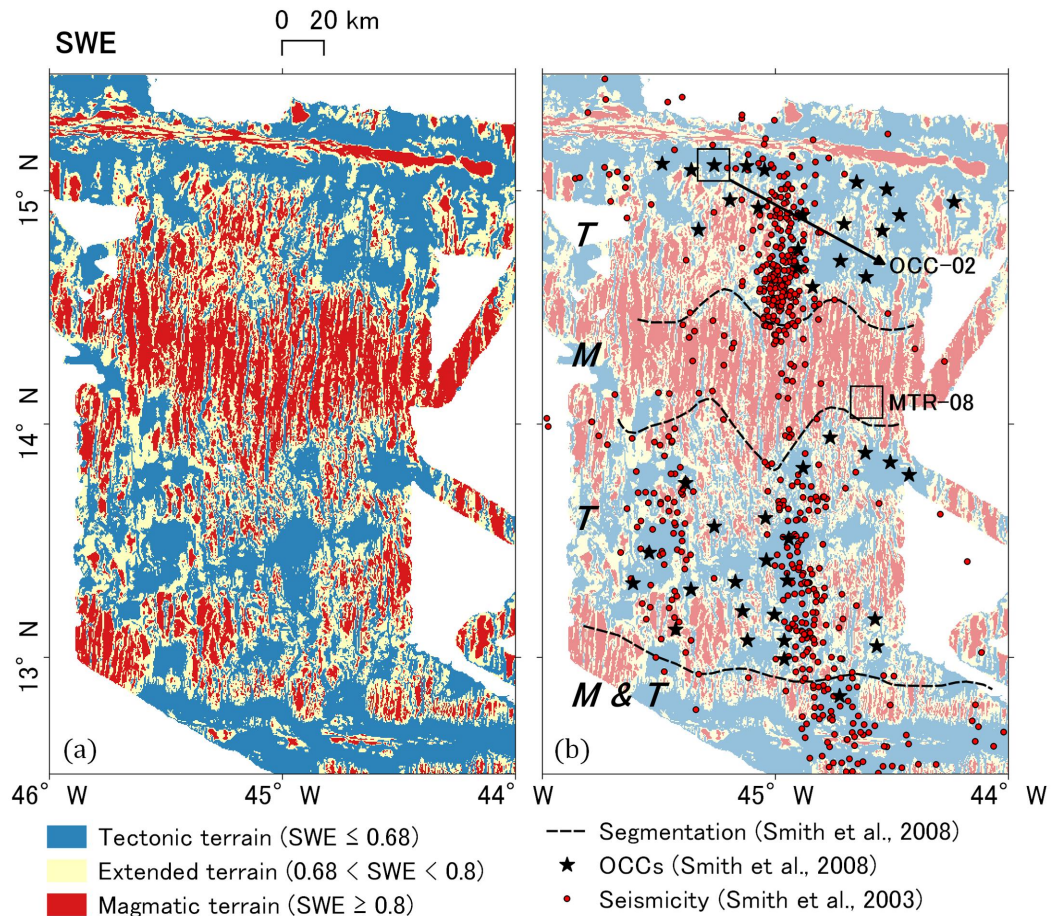 0 20 km
SWE
15° N
14°
13° N
46° W
45° W
44° W
(a)
T
M
T
M & T
OCC-02
MTR-08
W
45° W
44° W
(b)
Tectonic terrain (SWE ≤ 0.68)
Extended terrain (0.68 < SWE < 0.8)
Magmatic terrain (SWE ≥ 0.8)
Segmentation (Smith et al., 2008)
OCCs (Smith et al., 2008)
Seismicity (Smith et al., 2003)